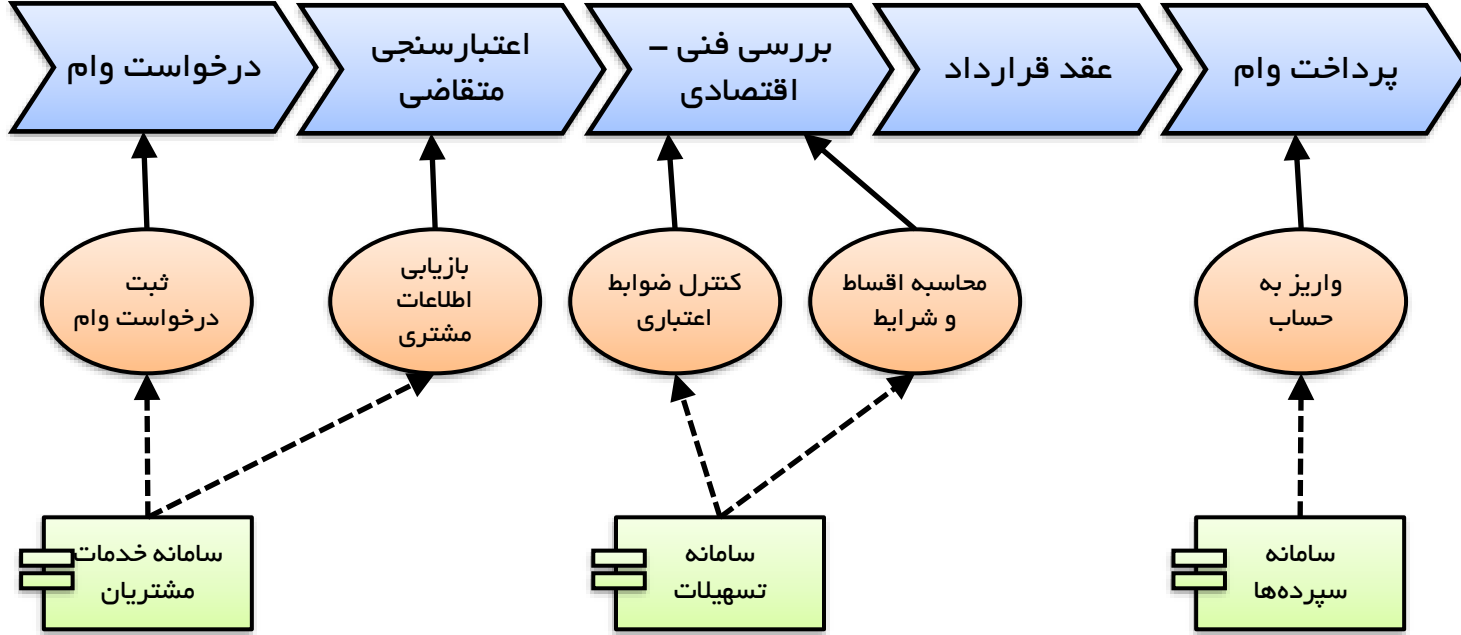 درخواست وام
اعتبارسنجی
متقاضی
بررسی فنی –
اقتصادی
عقد قرارداد
پرداخت وام
ثبت
درخواست وام
بازیابی
اطلاعات
مشتری
کنترل ضوابط
اعتباری
محاسبه اقساط
و شرایط
واریز به
حساب
سامانه خدمات
مشتریان
سامانه
تسهیلات
سامانه
سپرده‌ها